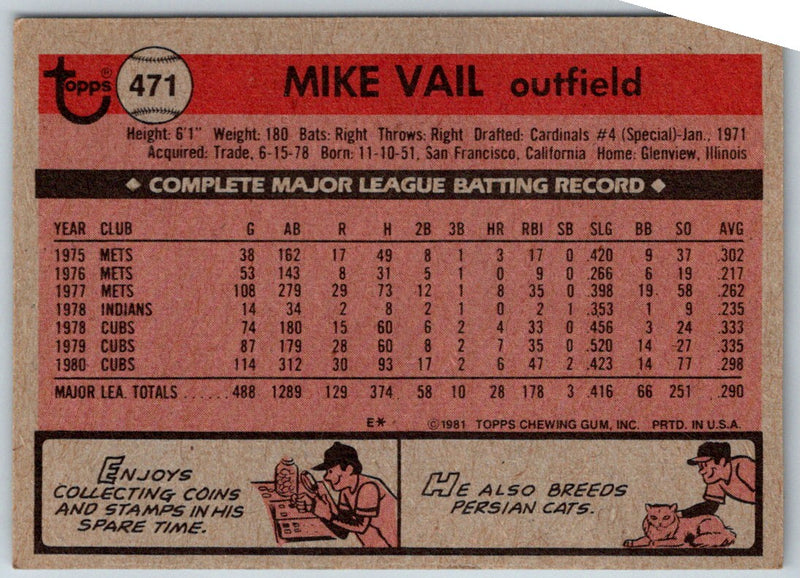 Topps 471 MIKE VAIL outfield
Height: 6'1" Weight: 180 Bats: Right Throws: Right Drafted: Cardinals #4 (Special)-Jan., 1971
Acquired: Trade, 6-15-78 Born: 11-10-51, San Francisco, California Home: Glenview, Illinois
◆ COMPLETE MAJOR LEAGUE BATTING RECORD ◆
YEAR CLUB G AB R H 2B 3B HR RBI SB SLG BB SO AVG
1975 METS 38 162 17 49 8 1 3 17 0 .420 9 37 .302
1976 METS 53 143 8 31 5 1 0 9 0 .266 6 19 .217
1977 METS 108 279 29 73 12 1 8 35 0 .398 19 58 .262
1978 INDIANS 14 34 2 8 2 1 0 2 1 .353 1 9 .235
1978 CUBS 74 180 15 60 6 2 4 33 0 .456 3 24 .333
1979 CUBS 87 179 28 60 8 2 7 35 0 .520 14 27 .335
1980 CUBS 114 312 30 93 17 2 6 47 2 .423 14 77 .298
MAJOR LEA. TOTALS 488 1289 129 374 58 10 28 178 3 .416 66 251 .290
E* ©1981 TOPPS CHEWING GUM, INC. PRTD. IN U.S.A.
ENJOYS
COLLECTING COINS
AND STAMPS IN HIS
SPARE TIME.
HE ALSO BREEDS
PERSIAN CATS.